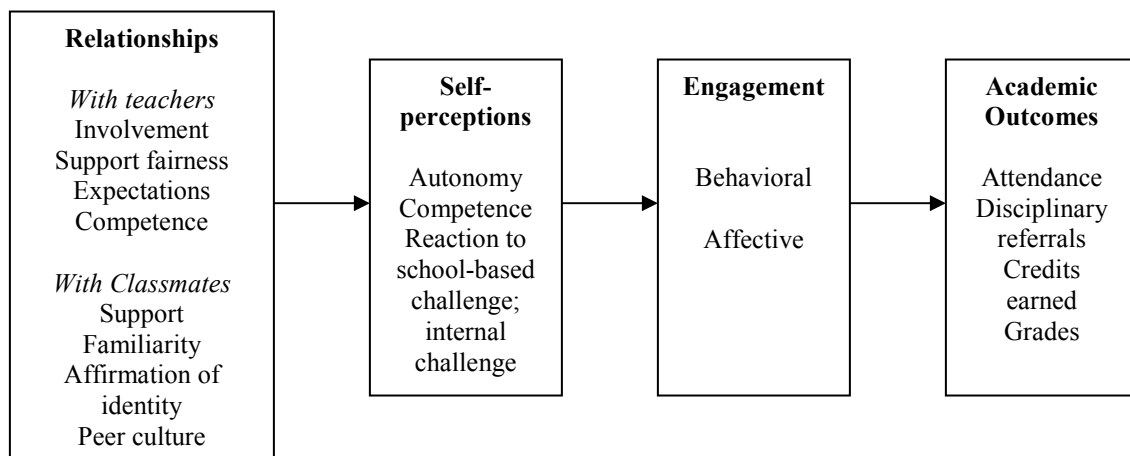 Relationships
With teachers
Involvement
Support fairness
Expectations
Competence
With Classmates
Support
Familiarity
Affirmation of
identity
Peer culture
Self-
perceptions
Autonomy
Competence
Reaction to
school-based
challenge;
internal
challenge
Engagement
Behavioral
Affective
Academic
Outcomes
Attendance
Disciplinary
referrals
Credits
earned
Grades